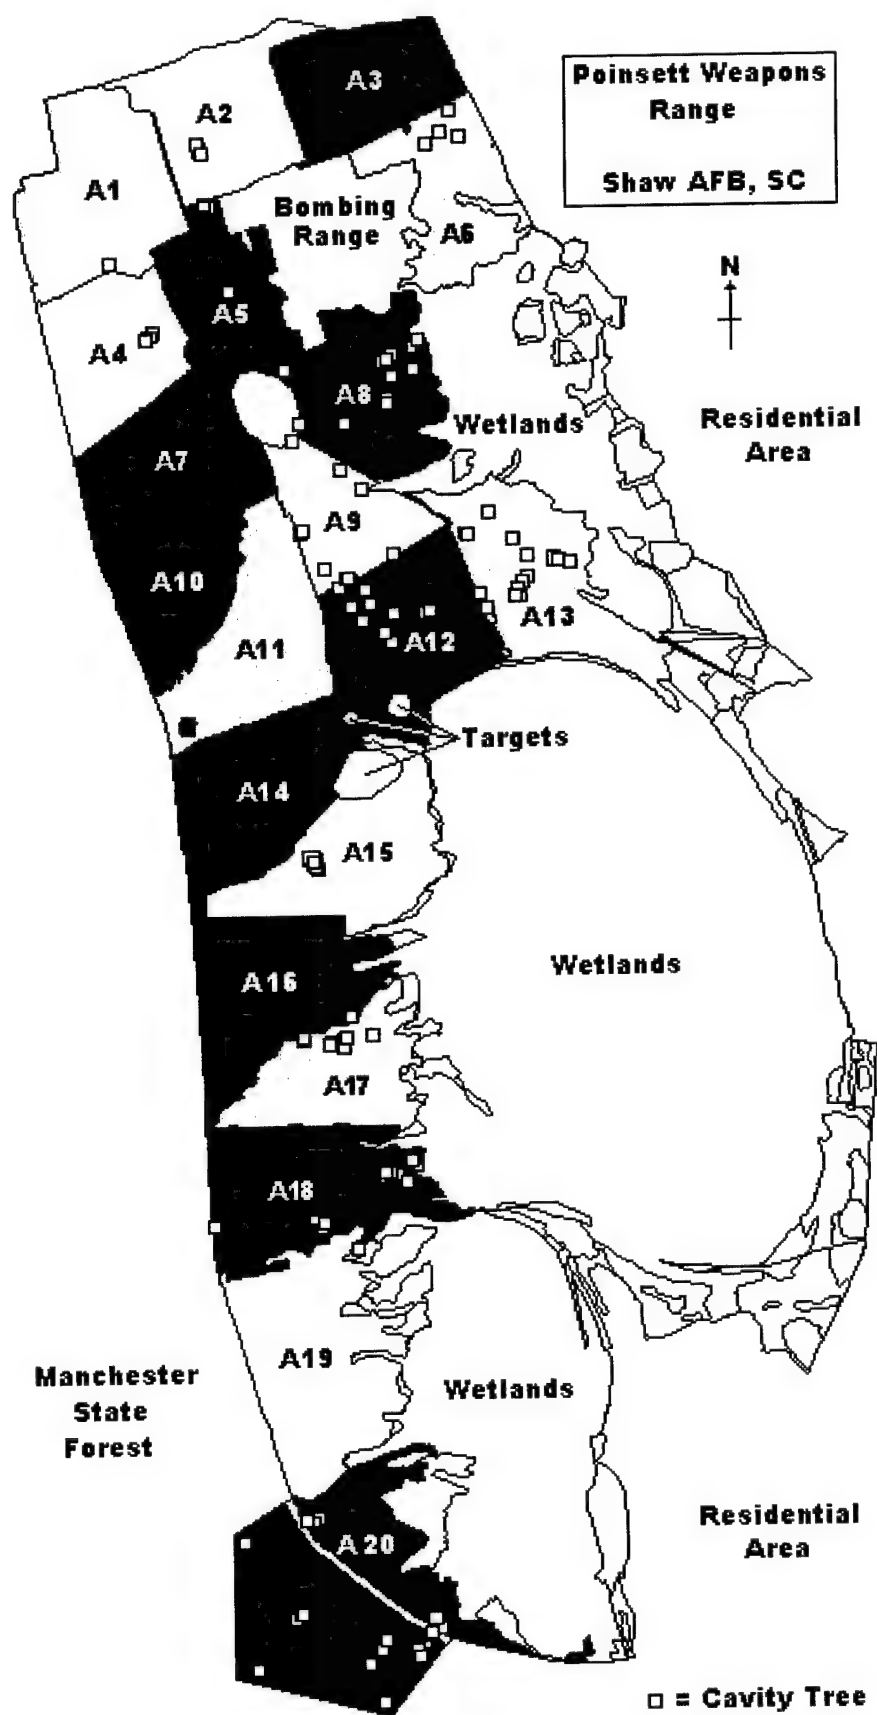 A3
Poinsett Weapons
Range
Shaw AFB, SC
A2
A1
Bombing
Range
A6
N
A5
A4
A8
Wetlands
Residential
Area
A7
A9
A10
A13
A11
A12
Targets
A14
A15
Wetlands
A16
A17
A18
A19
Manchester
State
Forest
Wetlands
Residential
Area
A 20
= Cavity Tree